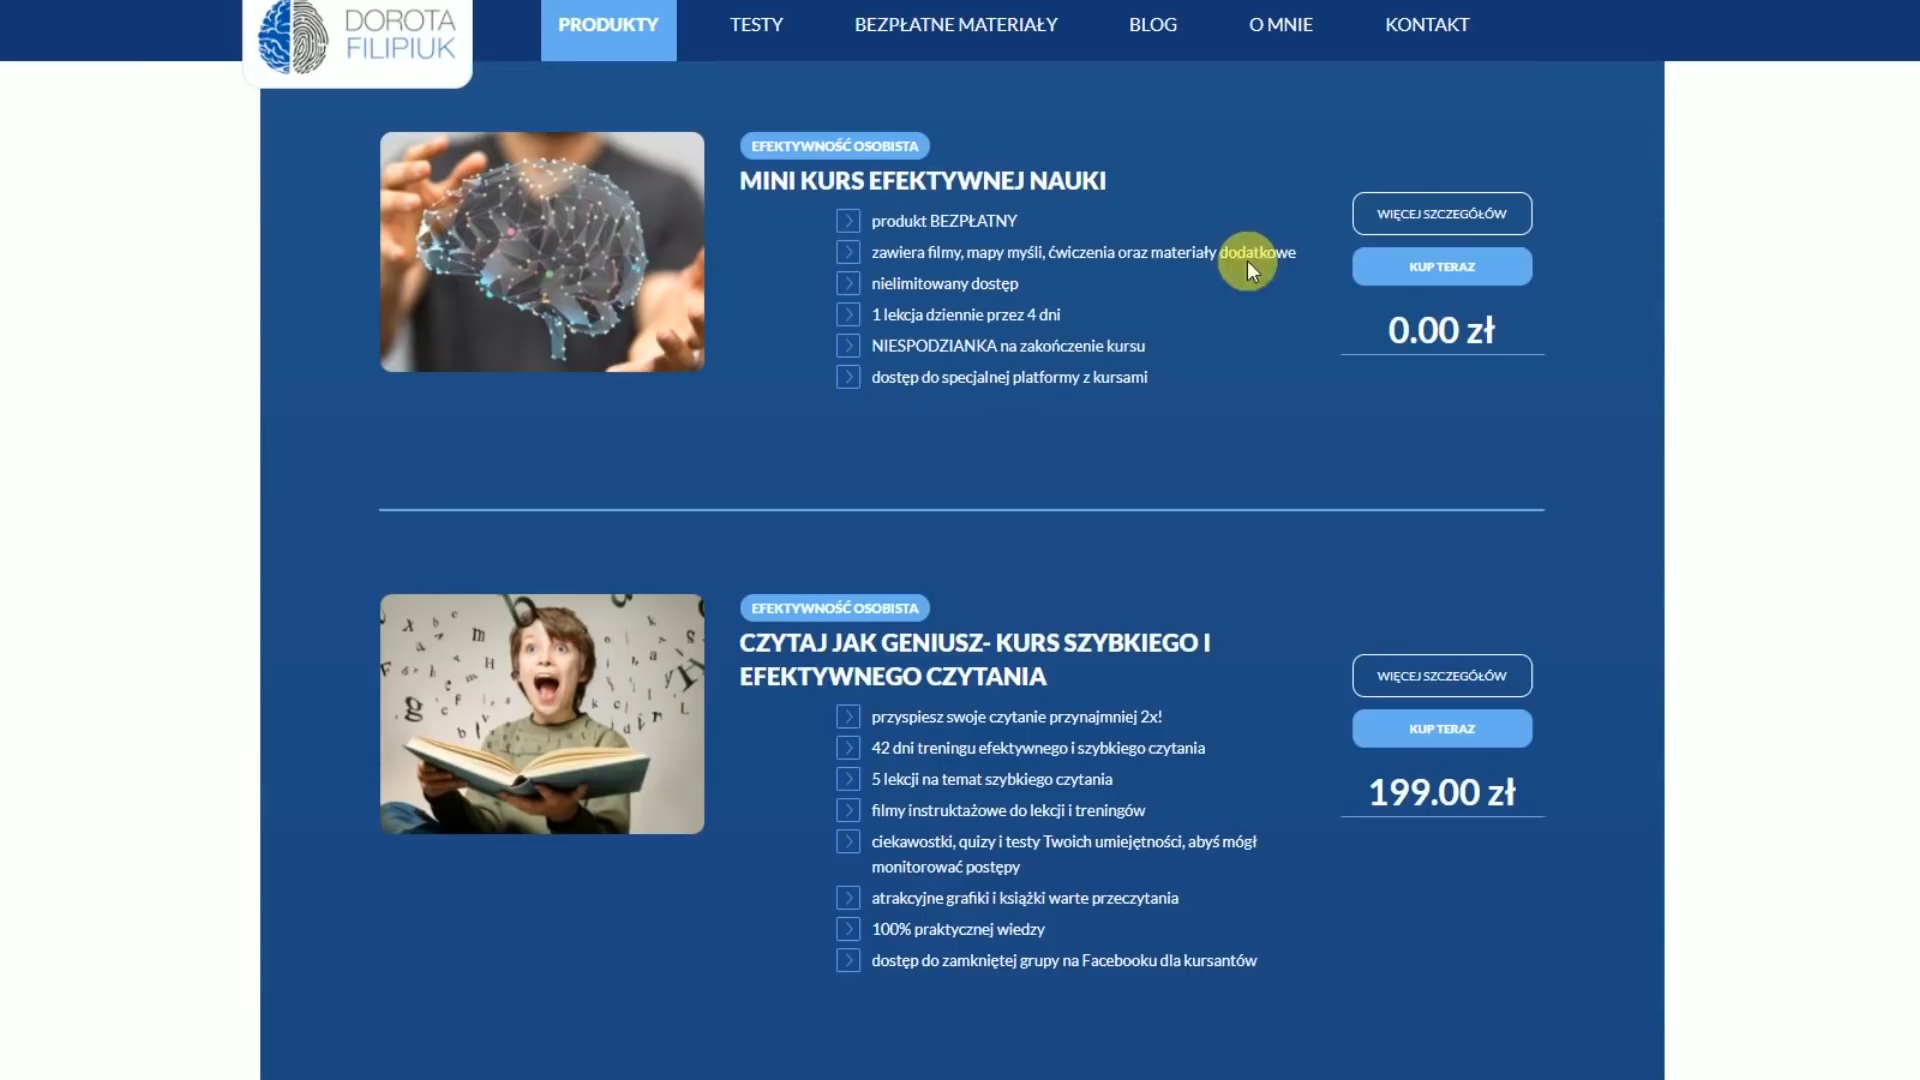 DOROTA
FILIPIUK
PRODUKTY
TESTY
BEZPŁATNE MATERIAŁY
BLOG
O MNIE
KONTAKT
EFEKTYWNOŚĆ OSOBISTA
MINI KURS EFEKTYWNEJ NAUKI
produkt BEZPŁATNY
zawiera filmy, mapy myśli, ćwiczenia oraz materiały dodatkowe
nielimitowany dostęp
1 lekcja dziennie przez 4 dni
NIESPODZIANKA na zakończenie kursu
dostęp do specjalnej platformy z kursami
WIĘCEJ SZCZEGÓŁÓW
KUP TERAZ
0.00 zł
EFEKTYWNOŚĆ OSOBISTA
CZYTAJ JAK GENIUSZ- KURS SZYBKIEGO I
EFEKTYWNEGO CZYTANIA
przyspiesz swoje czytanie przynajmniej 2x!
42 dni treningu efektywnego i szybkiego czytania
5 lekcji na temat szybkiego czytania
filmy instruktażowe do lekcji i treningów
ciekawostki, quizy i testy Twoich umiejętności, abyś mógł
monitorować postępy
atrakcyjne grafiki i książki warte przeczytania
100% praktycznej wiedzy
dostęp do zamkniętej grupy na Facebooku dla kursantów
WIĘCEJ SZCZEGÓŁÓW
KUP TERAZ
199.00 zł